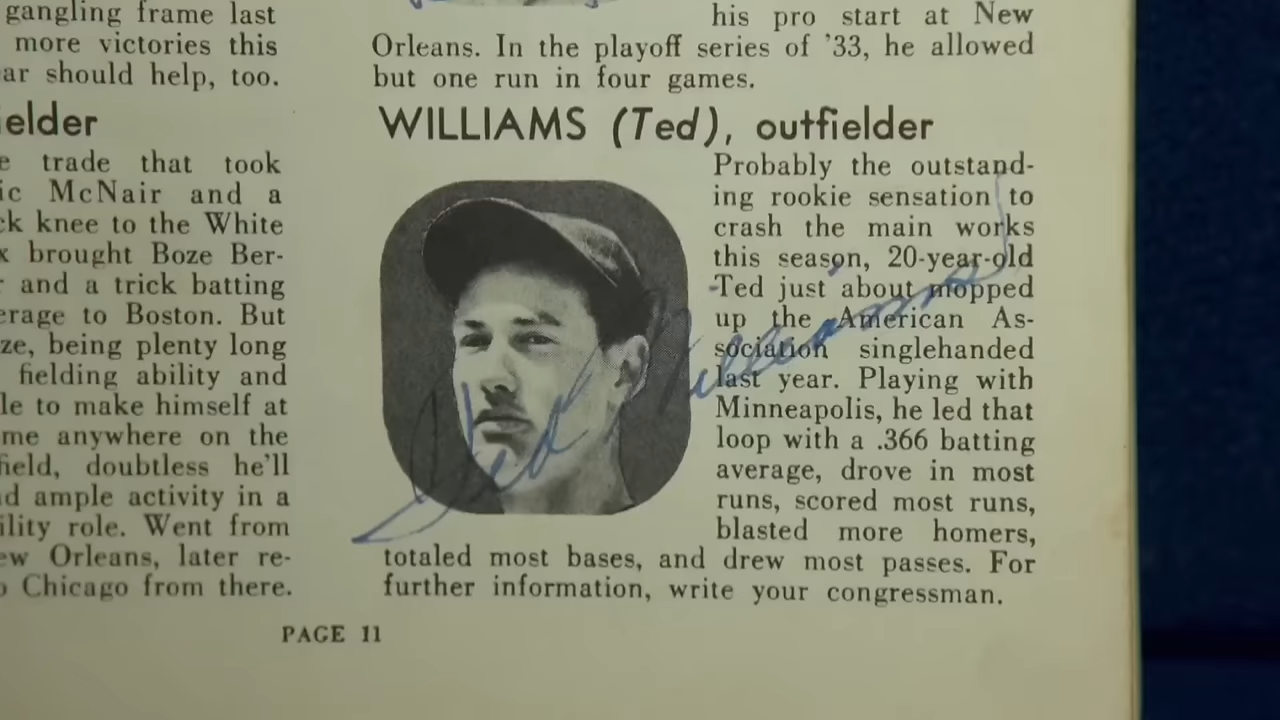 gangling frame last
more victories this
ar should help, too.
ielder
e trade that took
ic McNair and a
ck knee to the White
x brought Boze Ber-
r and a trick batting
erage to Boston. But
ze, being plenty long
fielding ability and
le to make himself at
me anywhere on the
field, doubtless he'll
nd ample activity in a
ility role. Went from
ew Orleans, later re-
o Chicago from there.
his pro start at New
Orleans. In the playoff series of '33, he allowed
but one run in four games.
WILLIAMS (Ted), outfielder
Probably the outstand-
ing rookie sensation to
crash the main works
this season, 20-year-old
Ted just about mopped
up the American As-
sociation singlehanded
last year. Playing with
Minneapolis, he led that
loop with a .366 batting
average, drove in most
runs, scored most runs,
blasted more homers,
totaled most bases, and drew most passes. For
further information, write your congressman.
Ted Williams
PAGE 11